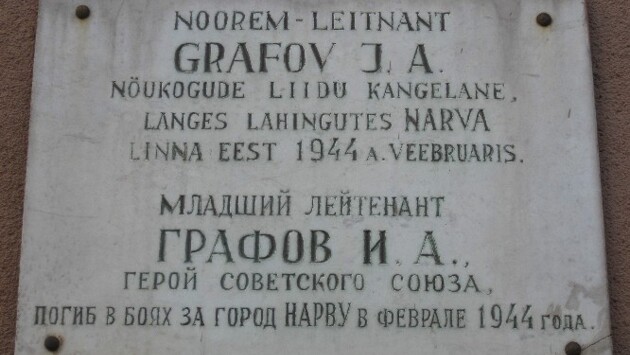 NOOREM-LEITNANT
GRAFOV J. A.
NÕUKOGUDE LIIDU KANGELANE,
LANGES LAHINGUTES NARVA
LINNA EEST 1944 A. VEEBRUARIS.
МЛАДШИЙ ЛЕЙТЕНАНТ
ГРАФОВ И. А.,
ГЕРОЙ СОВЕТСКОГО СОЮЗА,
ПОГИБ В БОЯХ ЗА ГОРОД НАРВУ В ФЕВРАЛЕ 1944 ГОДА.